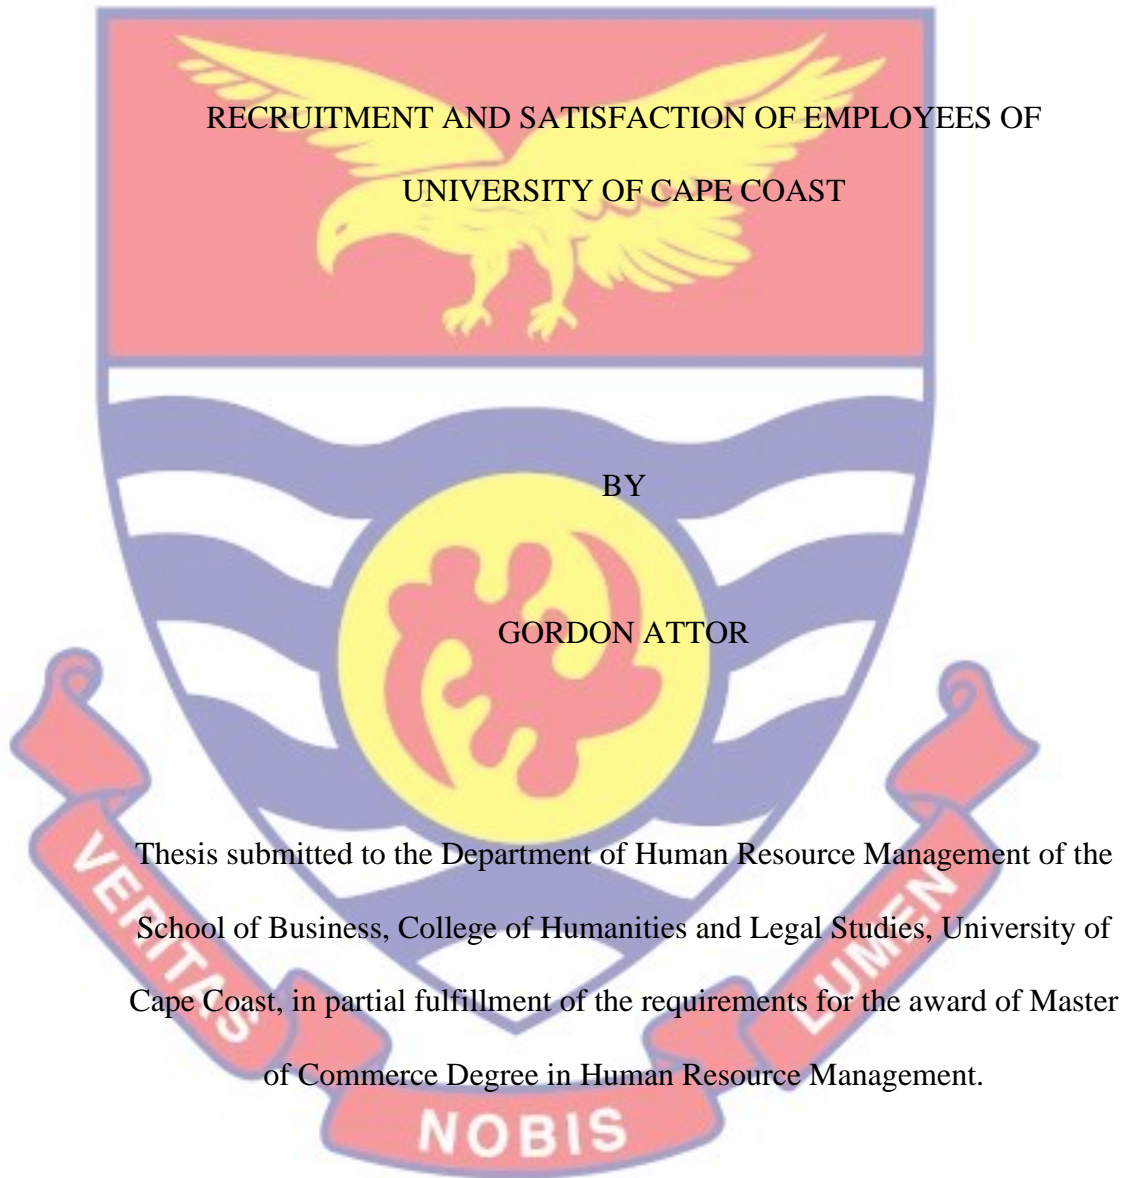 RECRUITMENT AND SATISFACTION OF EMPLOYEES OF
UNIVERSITY OF CAPE COAST
BY
GORDON ATTOR
Thesis submitted to the Department of Human Resource Management of the
School of Business, College of Humanities and Legal Studies, University of
Cape Coast, in partial fulfillment of the requirements for the award of Master
of Commerce Degree in Human Resource Management.
VERITAS
NOBIS
LUMEN